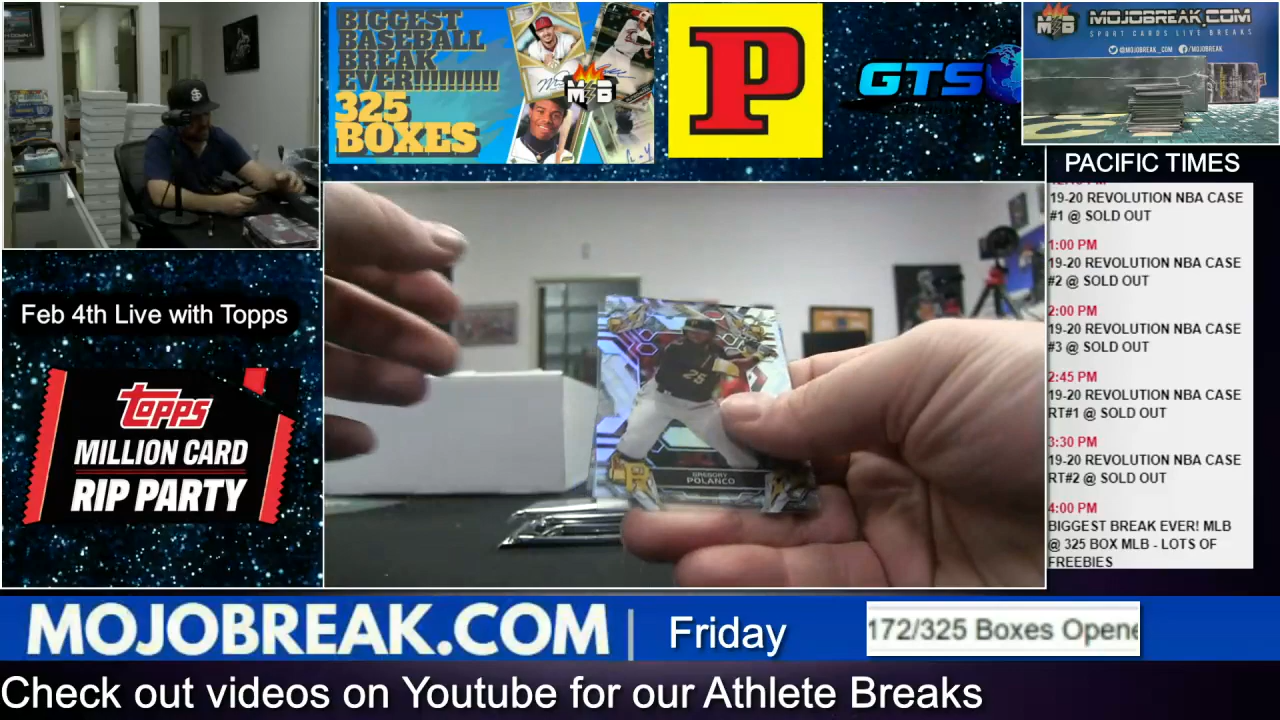 BIGGEST
BASEBALL
BREAK
EVER!!!!!!!!!!!
325
BOXES
M B
P
GTS
MOJOBREAK.COM
SPORT CARDS LIVE BREAKS
@MOJOBREAK_COM /MOJOBREAK
PACIFIC TIMES
19-20 REVOLUTION NBA CASE
#1 @ SOLD OUT
1:00 PM
19-20 REVOLUTION NBA CASE
#2 @ SOLD OUT
2:00 PM
19-20 REVOLUTION NBA CASE
#3 @ SOLD OUT
2:45 PM
19-20 REVOLUTION NBA CASE
RT#1 @ SOLD OUT
3:30 PM
19-20 REVOLUTION NBA CASE
RT#2 @ SOLD OUT
4:00 PM
BIGGEST BREAK EVER! MLB
@ 325 BOX MLB - LOTS OF
FREEBIES
Feb 4th Live with Topps
topps
MILLION CARD
RIP PARTY
25
GREGORY
POLANCO
MOJOBREAK.COM | Friday
172/325 Boxes Opene
Check out videos on Youtube for our Athlete Breaks